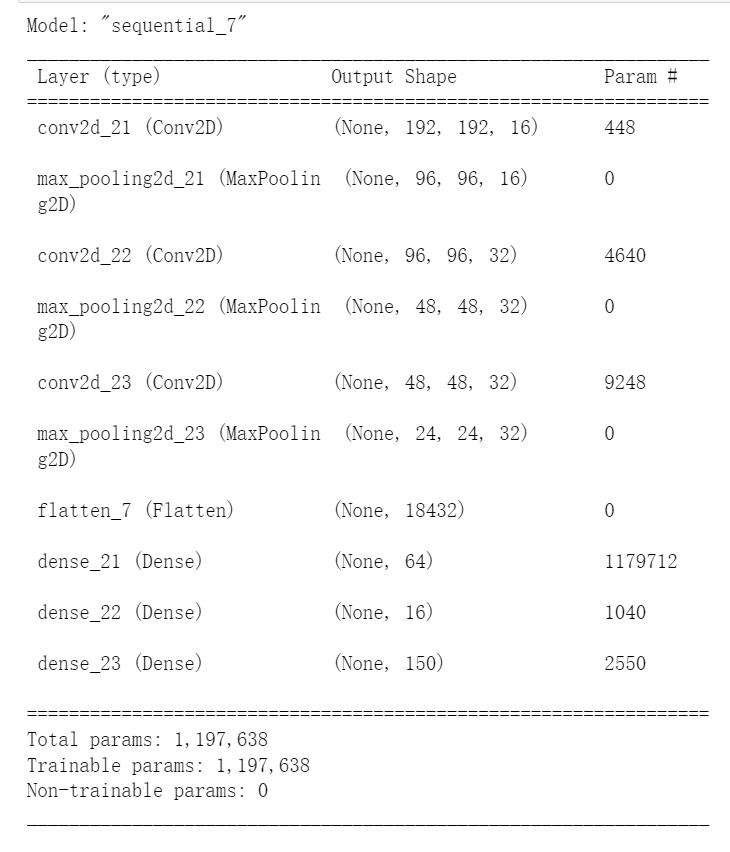 Model: "sequential_7"
Layer (type) Output Shape Param #
conv2d_21 (Conv2D) (None, 192, 192, 16) 448
max_pooling2d_21 (MaxPoolin (None, 96, 96, 16) 0
g2D)
conv2d_22 (Conv2D) (None, 96, 96, 32) 4640
max_pooling2d_22 (MaxPoolin (None, 48, 48, 32) 0
g2D)
conv2d_23 (Conv2D) (None, 48, 48, 32) 9248
max_pooling2d_23 (MaxPoolin (None, 24, 24, 32) 0
g2D)
flatten_7 (Flatten) (None, 18432) 0
dense_21 (Dense) (None, 64) 1179712
dense_22 (Dense) (None, 16) 1040
dense_23 (Dense) (None, 150) 2550
Total params: 1,197,638
Trainable params: 1,197,638
Non-trainable params: 0